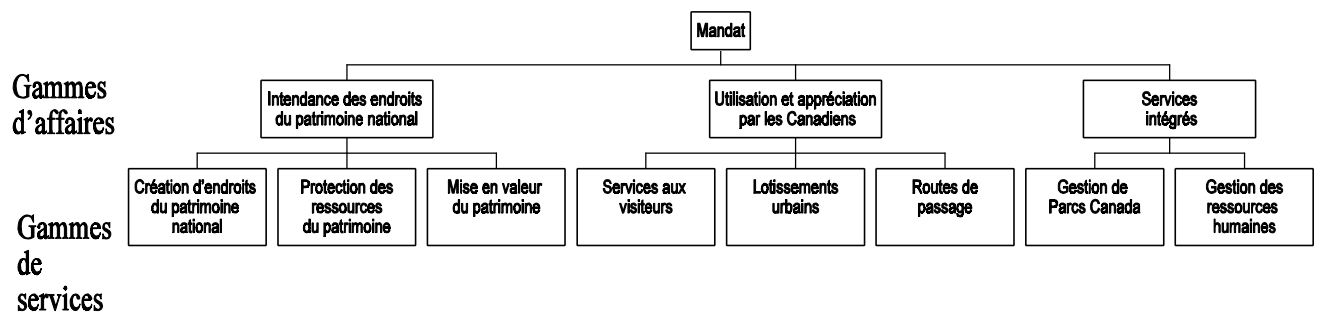 Mandat
Gammes
d'affaires
Intendance des endroits
du patrimoine national
Utilisation et appréciation
par les Canadiens
Services
intégrés
Gammes
de
services
Création d'endroits
du patrimoine
national
Protection des
ressources
du patrimoine
Mise en valeur
du patrimoine
Services aux
visiteurs
Lotissements
urbains
Routes de
passage
Gestion de
Parcs Canada
Gestion des
ressources
humaines